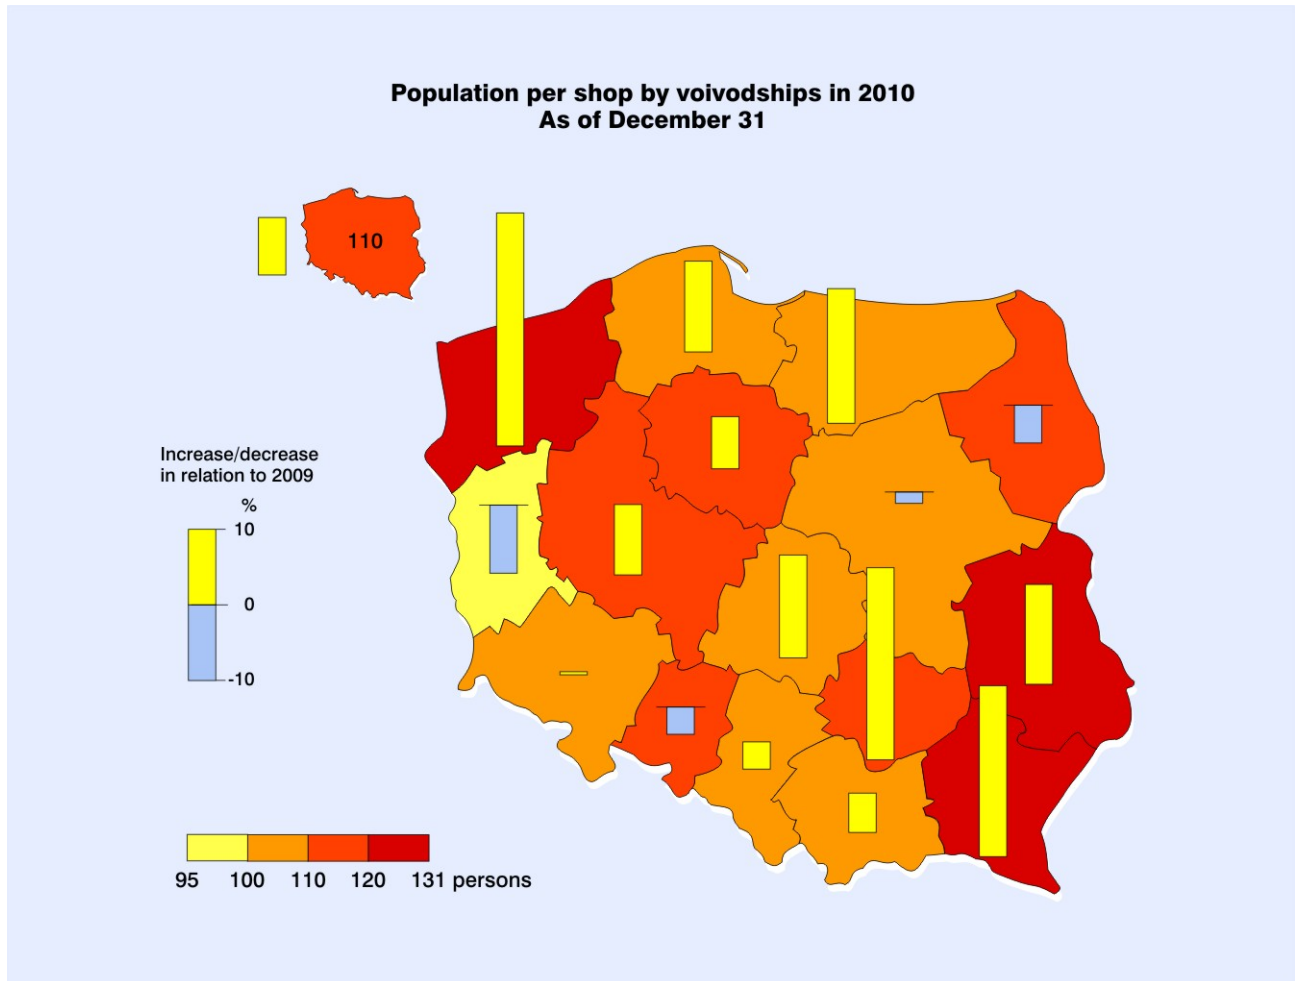 Population per shop by voivodships in 2010
As of December 31
110
Increase/decrease
in relation to 2009
%
10
0
-10
95 100 110 120 131 persons